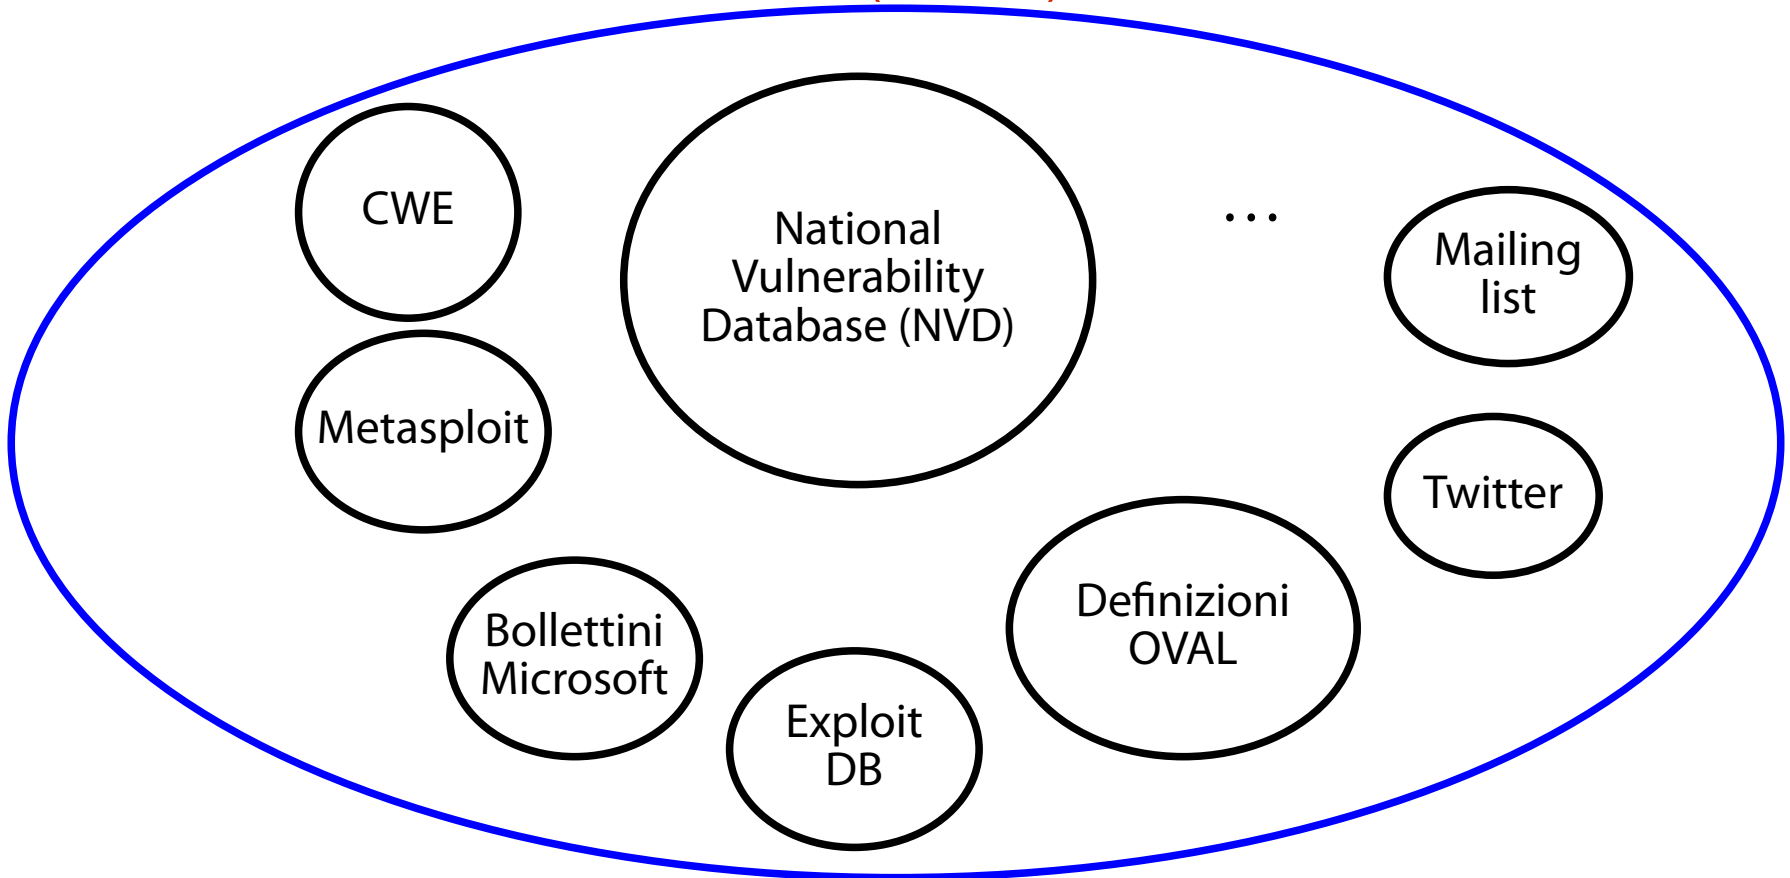 CWE
National
Vulnerability
Database (NVD)
...
Mailing
list
Metasploit
Twitter
Definizioni
OVAL
Bollettini
Microsoft
Exploit
DB